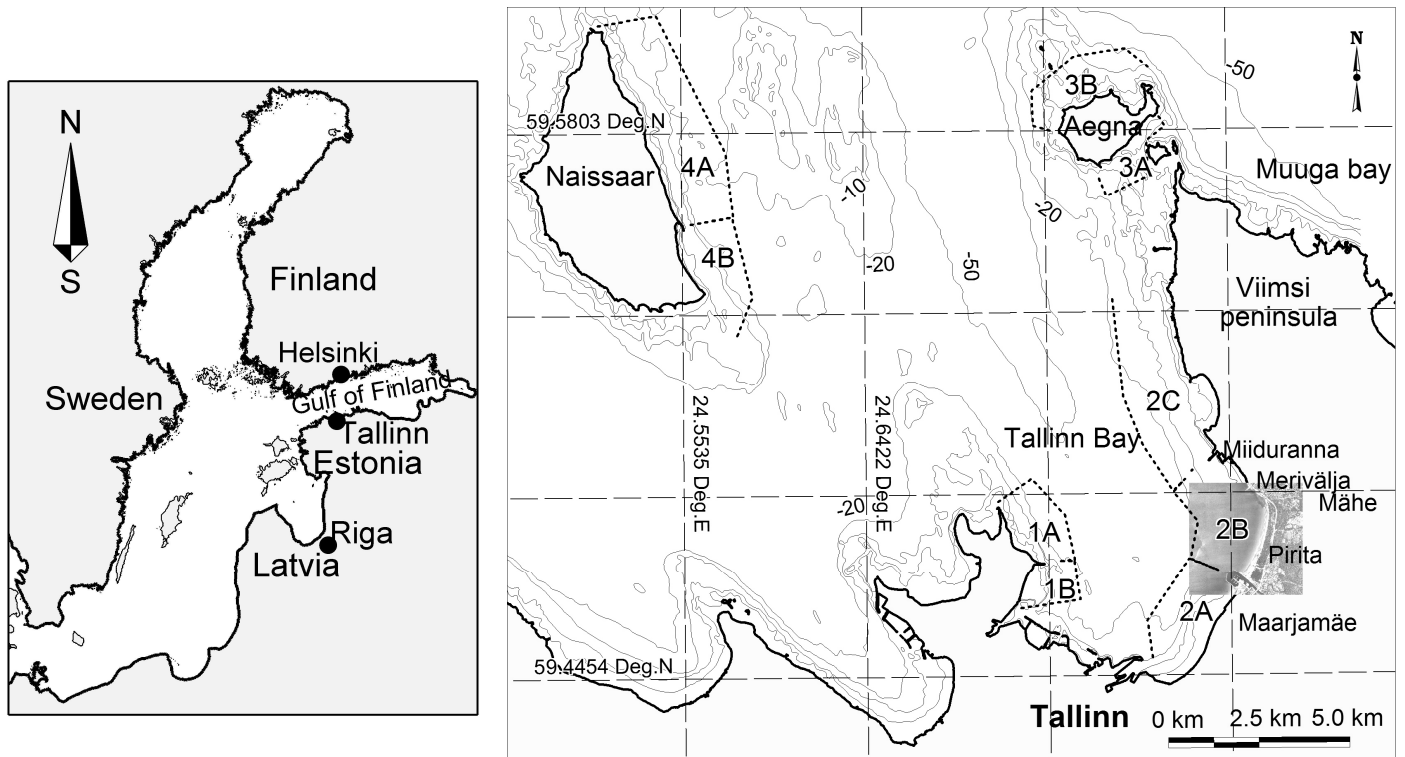 N
S
Finland
Helsinki
Gulf of Finland
Sweden
Tallinn
Estonia
Riga
Latvia
N
-50
3B
59.5803 Deg.N
Aegna
Naissaar
4A
3A
Muuga bay
-10
-20
4B
-20
-50
Viimsi
peninsula
24.5535 Deg.E
24.6422 Deg.E
2C
Tallinn Bay
Miiduranna
Merivälja
Mähe
-20
1A
2B
Pirita
1B
2A
Maarjamäe
59.4454 Deg.N
Tallinn
0 km 2.5 km 5.0 km